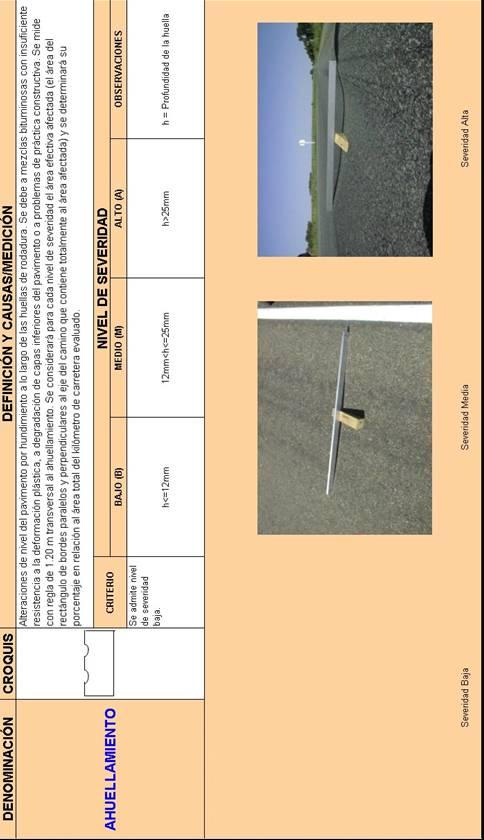 DENOMINACIÓN
CROQUIS
DEFINICIÓN Y CAUSAS/MEDICIÓN
AHUELLAMIENTO
Alteraciones de nivel del pavimento por hundimiento a lo largo de las huellas de rodadura. Se debe a mezclas bituminosas con insuficiente
resistencia a la deformación plástica, a degradación de capas inferiores del pavimento o a problemas de práctica constructiva. Se mide
con regla de 1.20 m transversal al ahuellamiento. Se considerará para cada nivel de severidad el área efectiva afectada (el área del
rectángulo de bordes paralelos y perpendiculares al eje del camino que contiene totalmente al área afectada) y se determinará su
porcentaje en relación al área total del kilómetro de carretera evaluado.
CRITERIO
NIVEL DE SEVERIDAD
BAJO (B)
MEDIO (M)
ALTO (A)
OBSERVACIONES
Se admite nivel
de severidad
baja.
h<=12mm
12mm<h<=25mm
h>25mm
h = Profundidad de la huella
Severidad Baja
Severidad Media
Severidad Alta